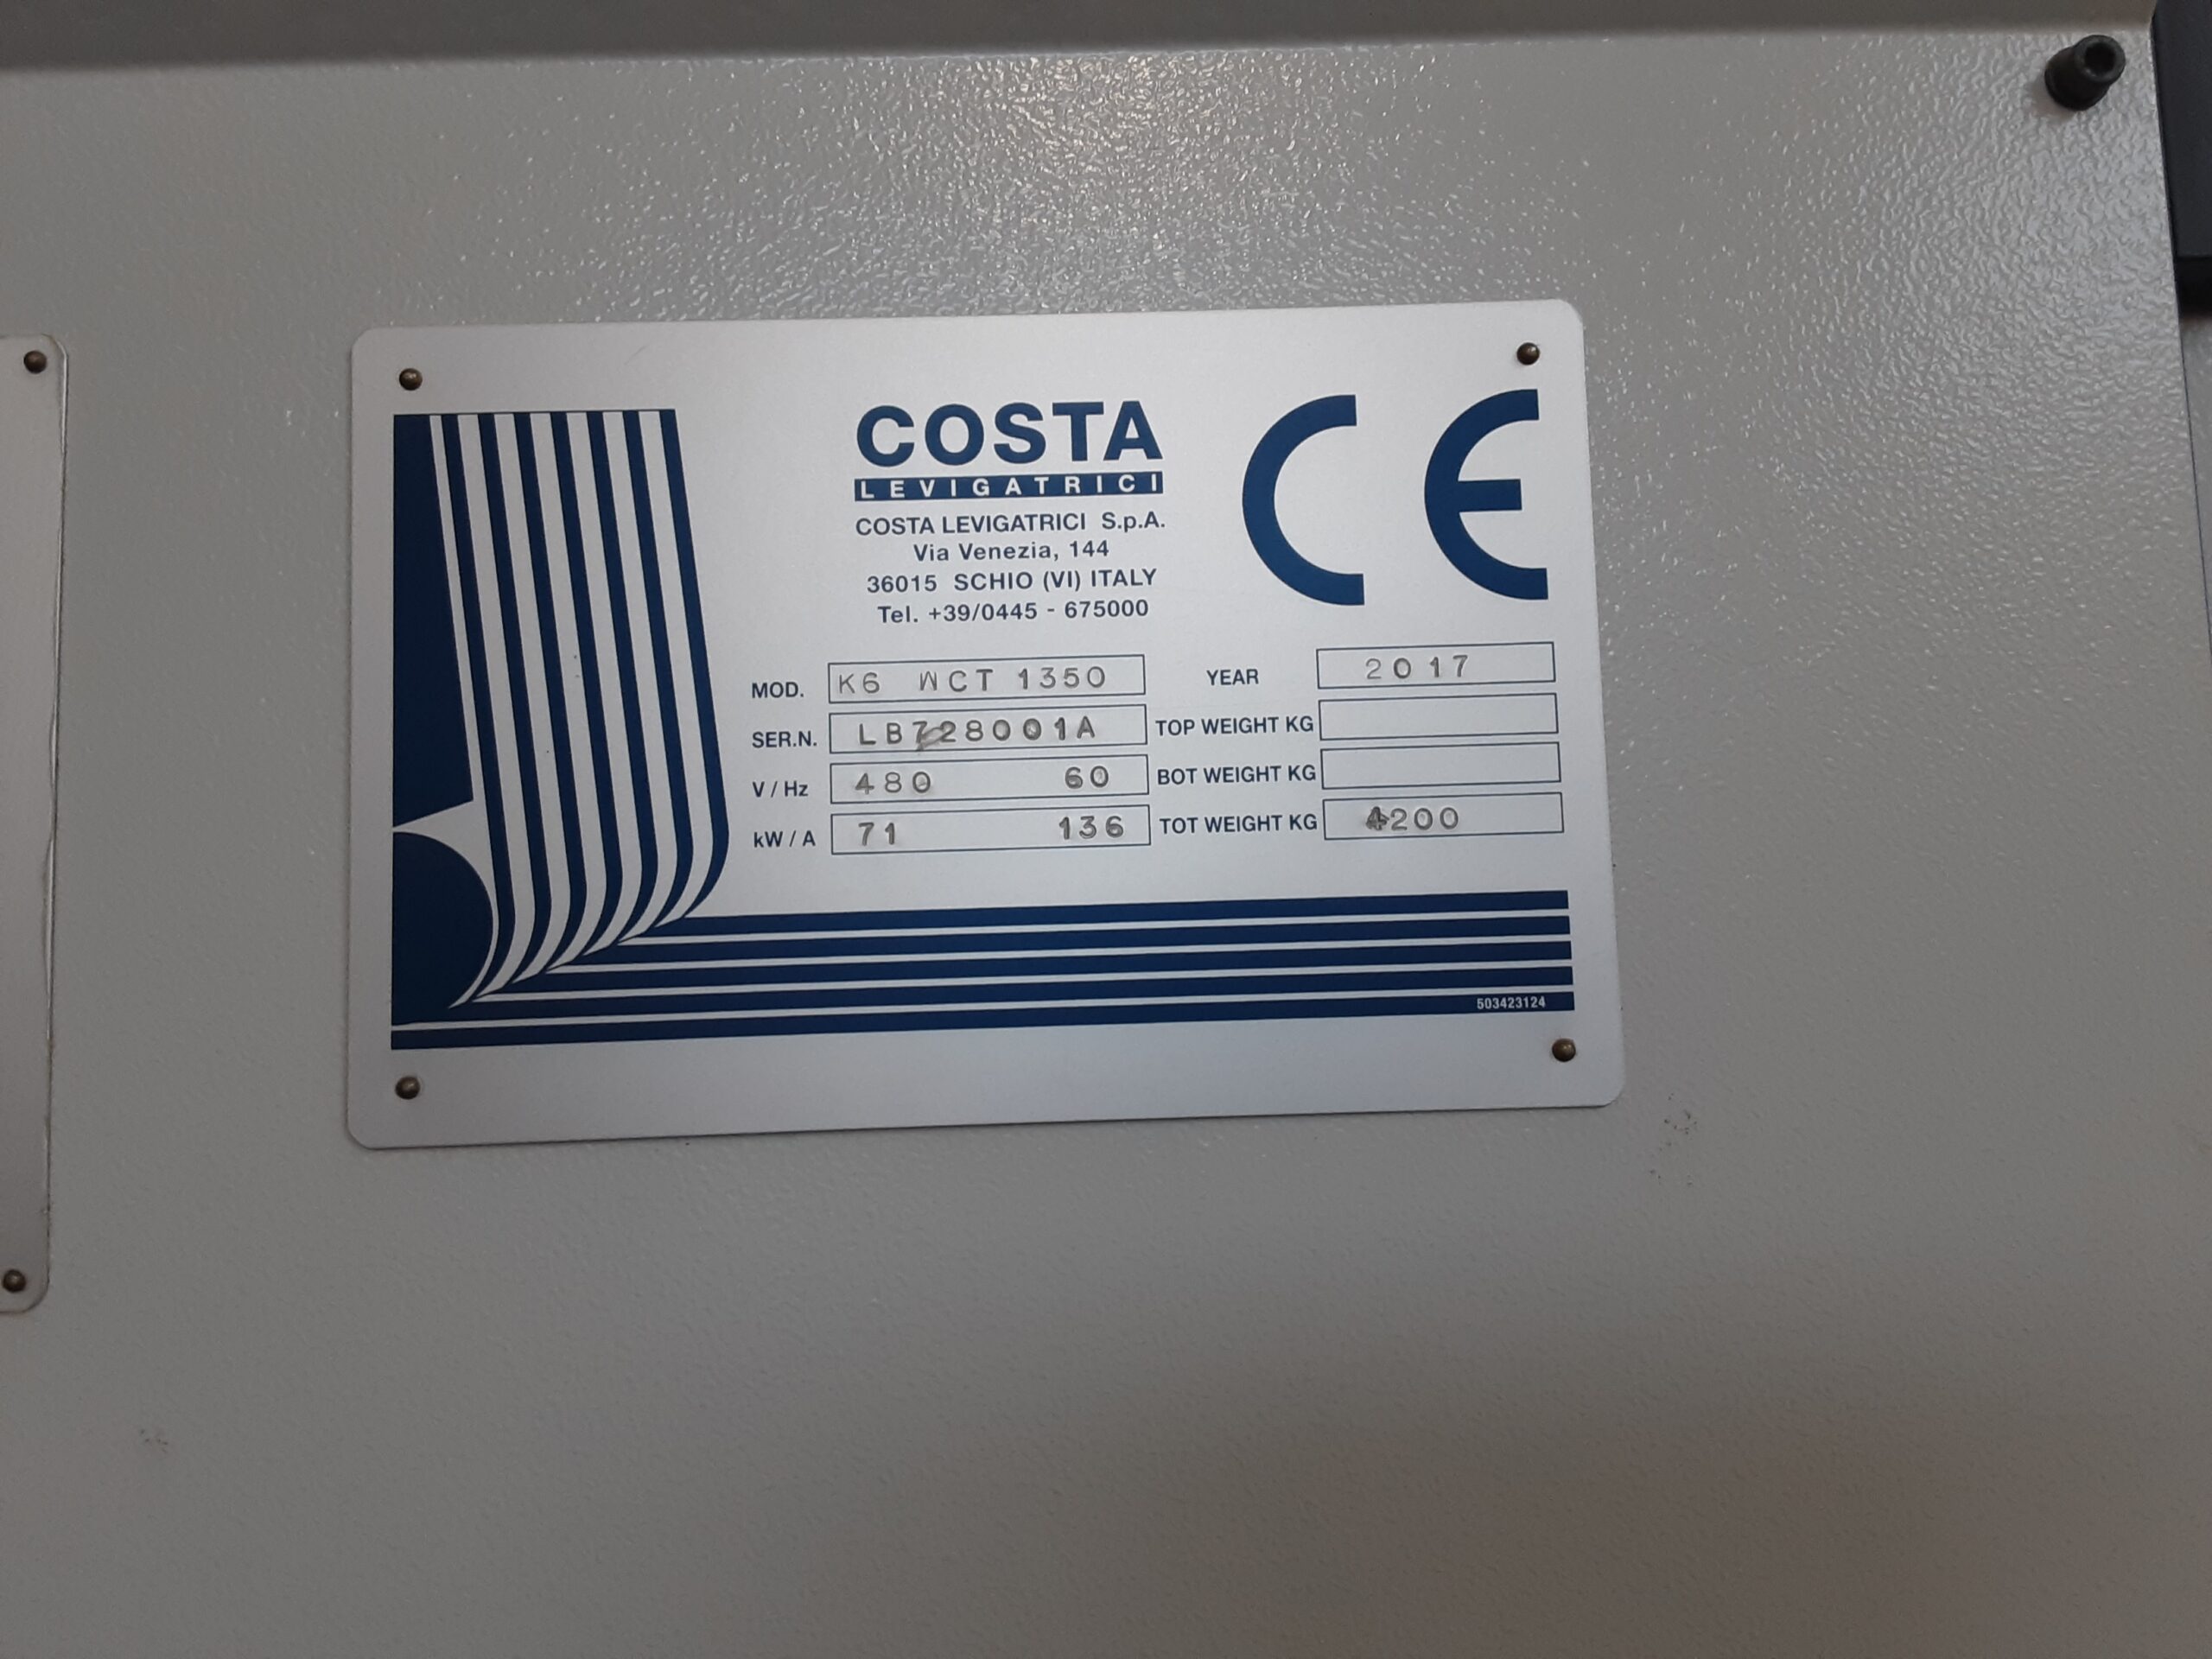 COSTA
LEVIGATRICI
COSTA LEVIGATRICI S.p.A.
Via Venezia, 144
36015 SCHIO (VI) ITALY
Tel. +39/0445 - 675000
CE
MOD. K6 WCT 1350 YEAR 2017
SER.N. LB728001A TOP WEIGHT KG
V / Hz 480 60 BOT WEIGHT KG
kW / A 71 136 TOT WEIGHT KG 4200
503423124